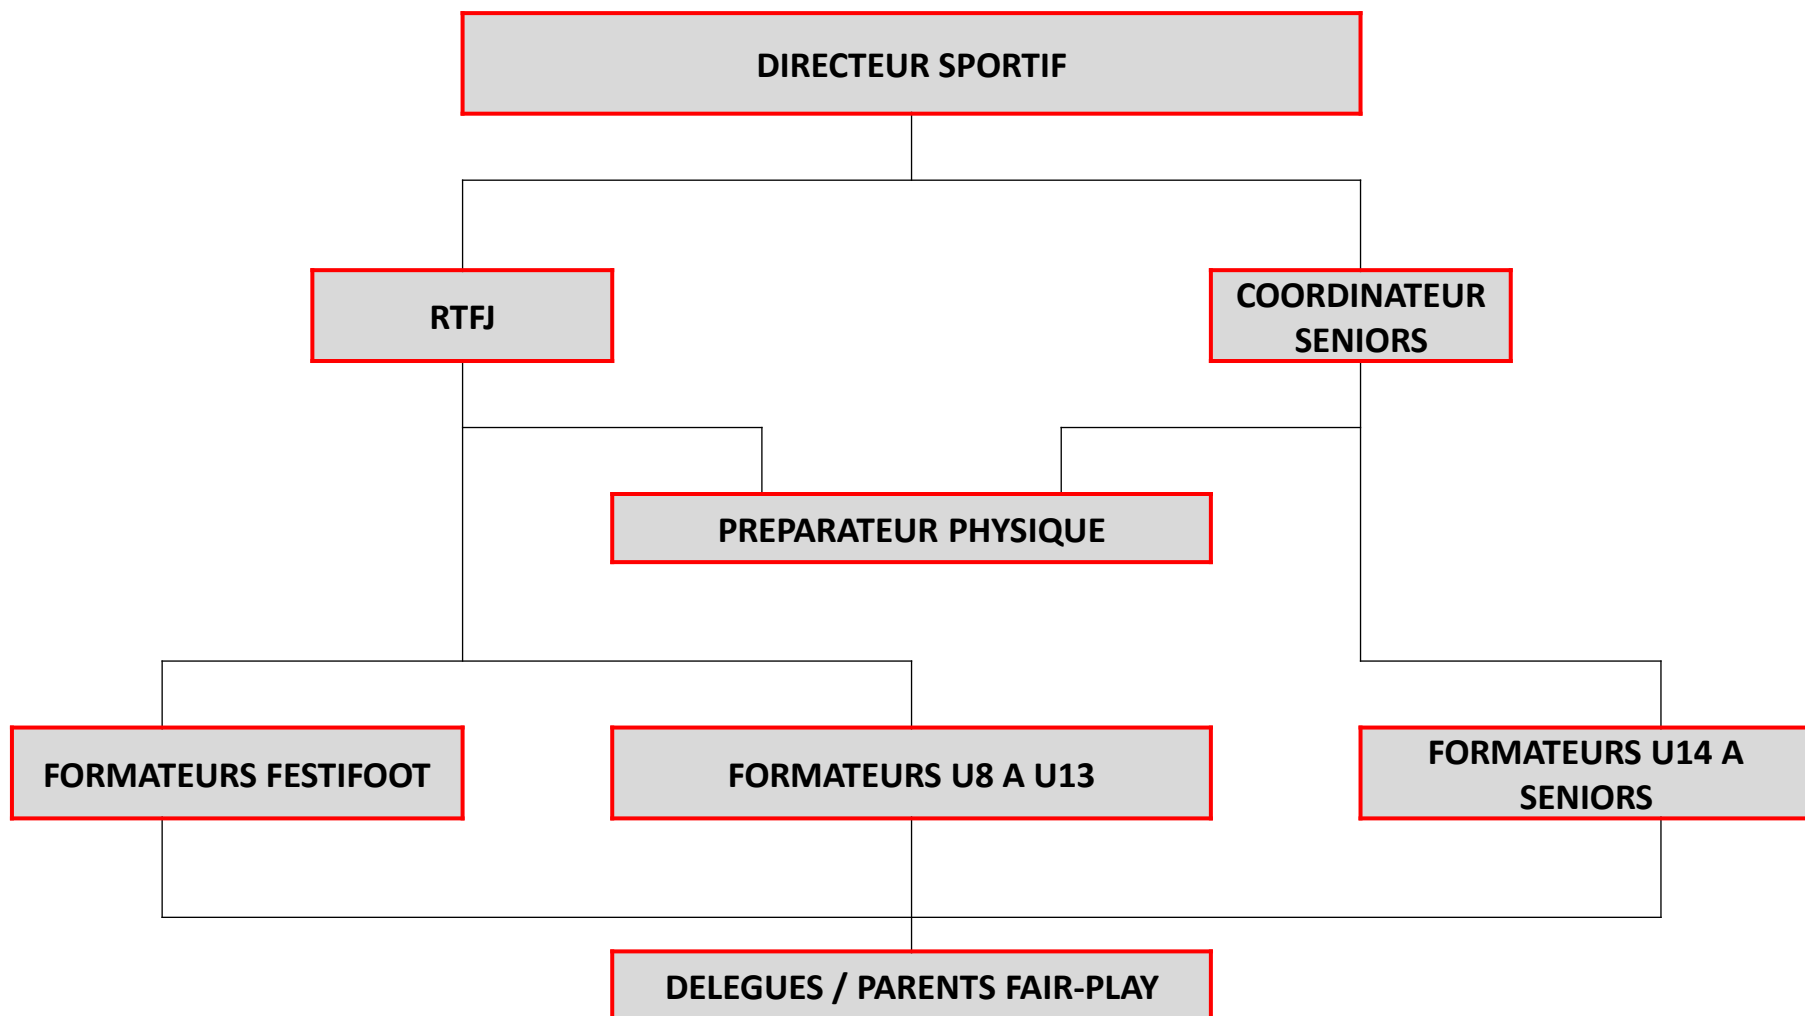 DIRECTEUR SPORTIF
RTFJ
COORDINATEUR
SENIORS
PREPARATEUR PHYSIQUE
FORMATEURS FESTIFOOT
FORMATEURS U8 A U13
FORMATEURS U14 A
SENIORS
DELEGUES / PARENTS FAIR-PLAY